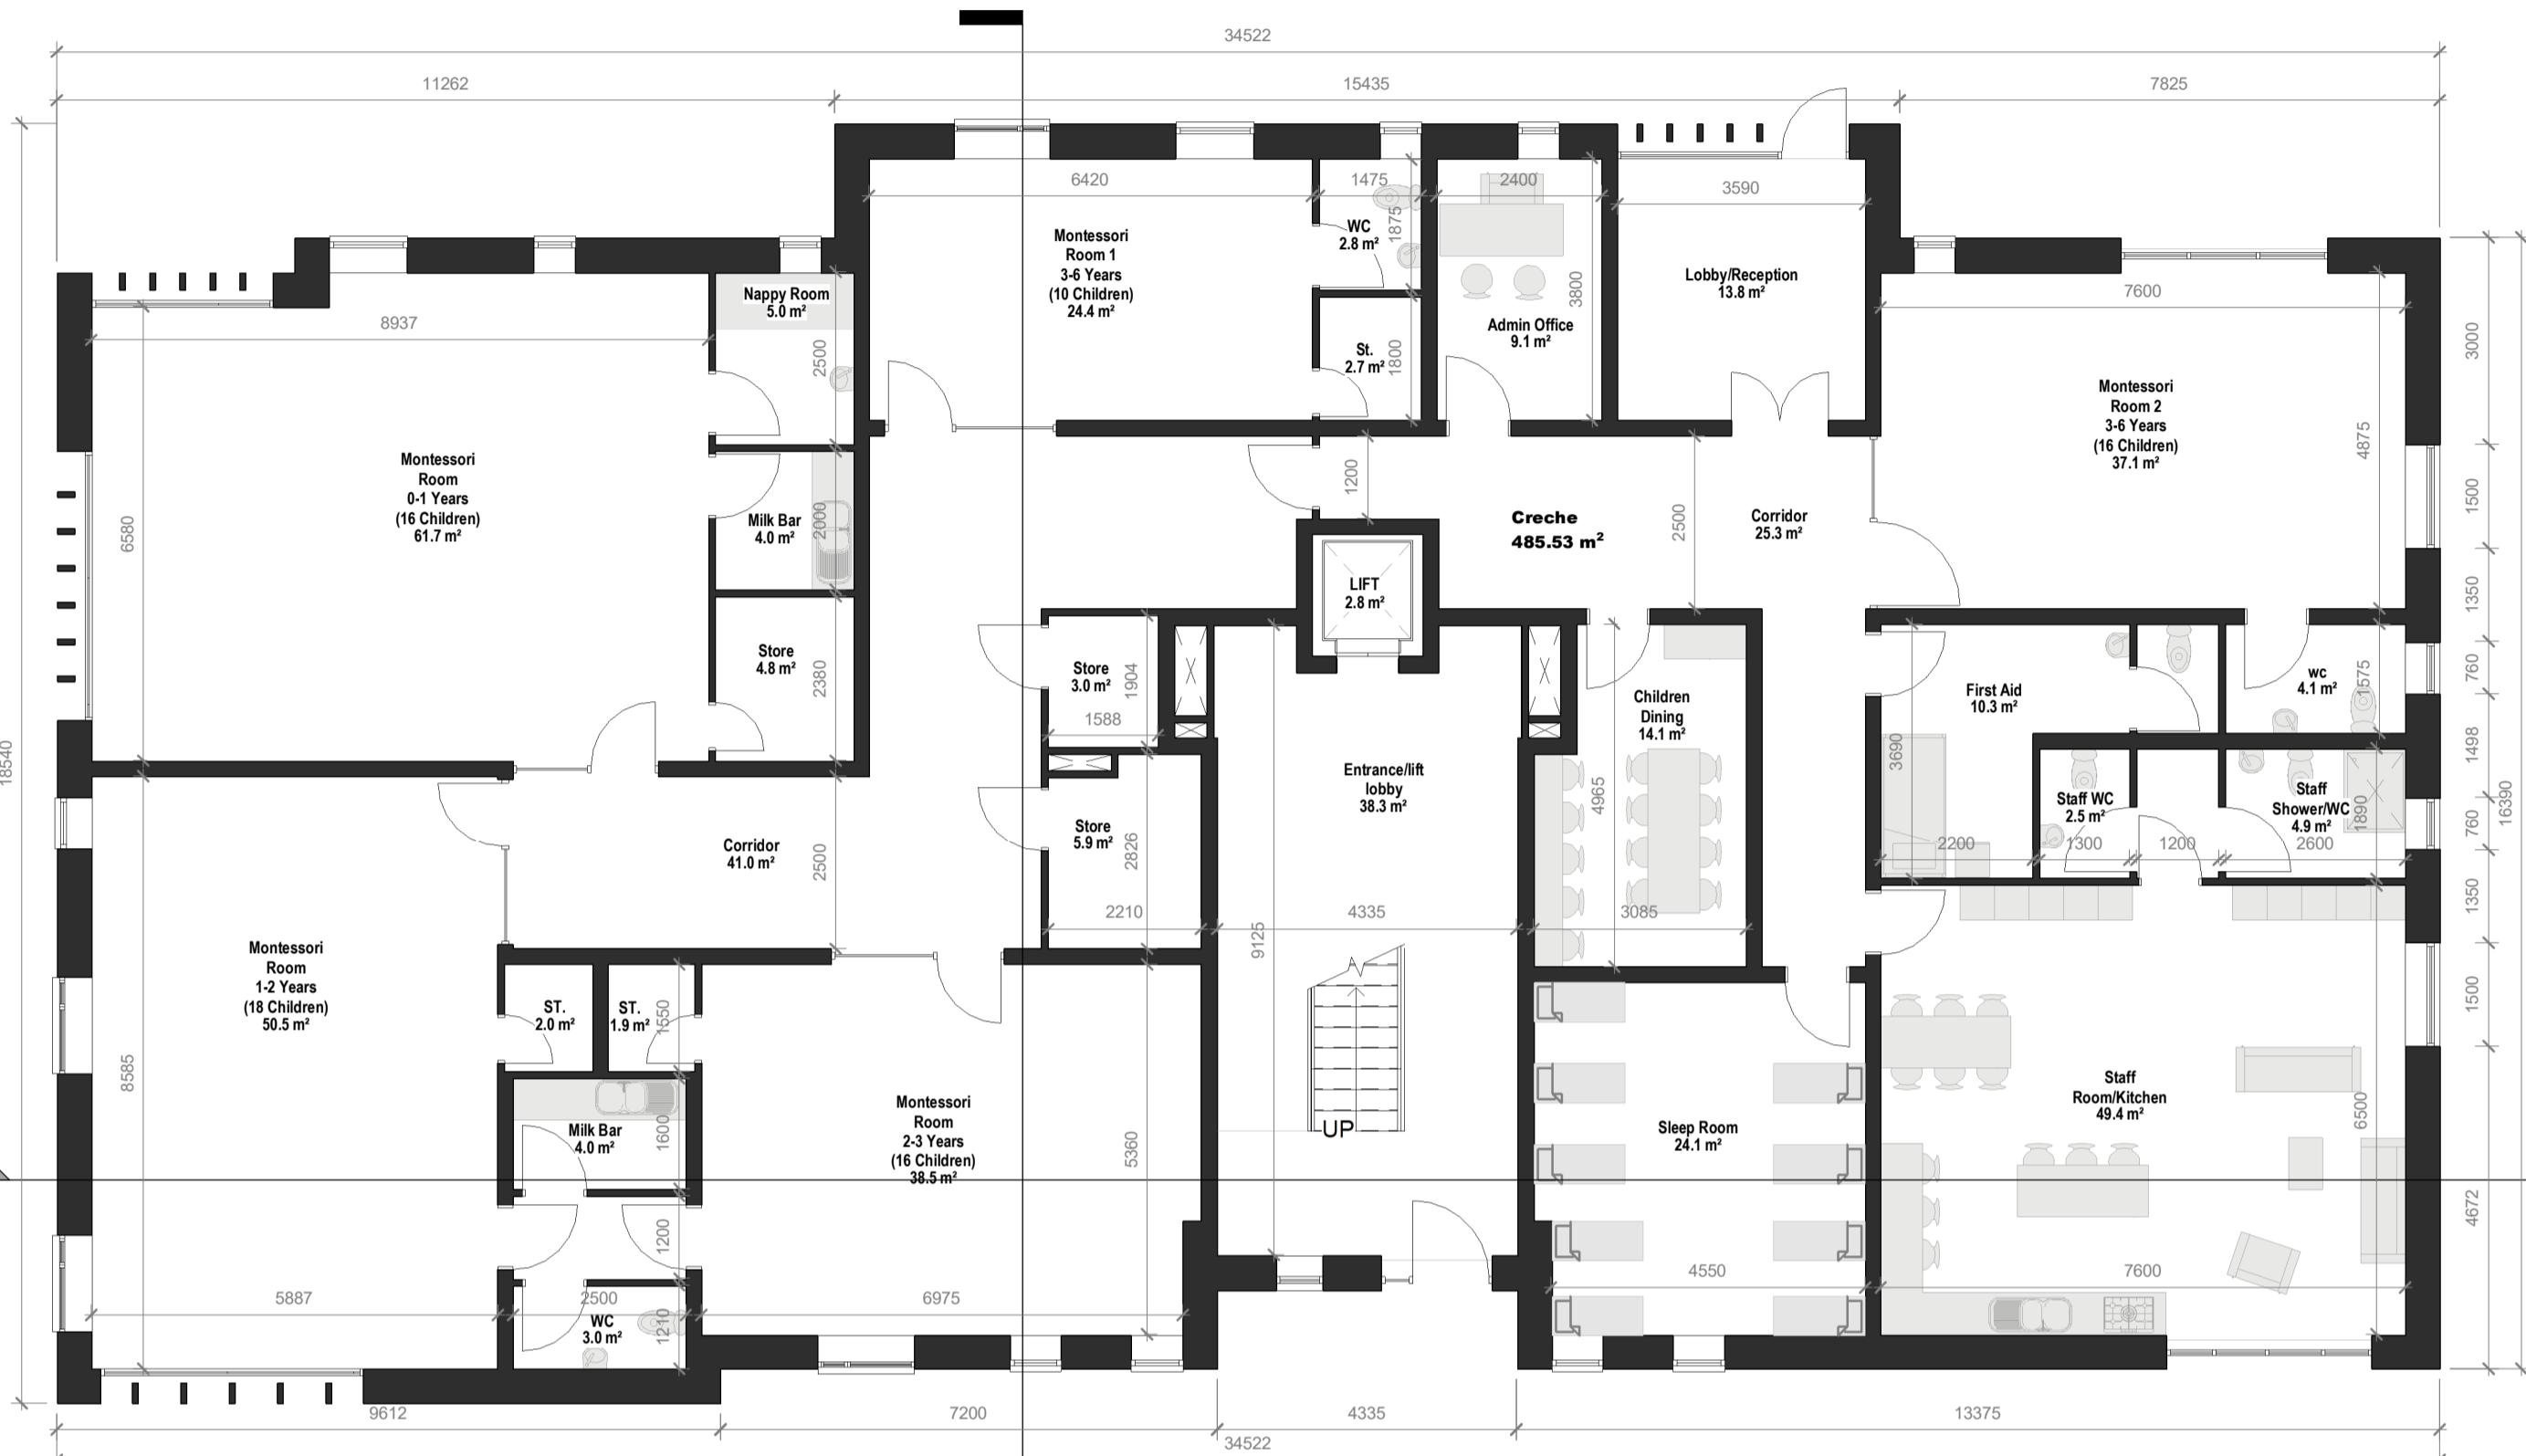 34522
11262
15435
7825
6420
1475
2400
3590
7600
8937
Montessori
Room 1
3-6 Years
(10 Children)
24.4 m²
WC
2.8 m²
1875
St.
2.7 m²
1800
Admin Office
9.1 m²
3800
Lobby/Reception
13.8 m²
Nappy Room
5.0 m²
2500
Montessori
Room 2
3-6 Years
(16 Children)
37.1 m²
4875
3000
1500
1350
760
1498
760
1350
1500
4672
16390
18540
Montessori
Room
0-1 Years
(16 Children)
61.7 m²
6580
Milk Bar
4.0 m²
2000
Store
4.8 m²
2380
1200
Creche
485.53 m²
2500
Corridor
25.3 m²
LIFT
2.8 m²
Store
3.0 m²
1904
1588
Children
Dining
14.1 m²
4965
3085
First Aid
10.3 m²
3690
wc
4.1 m²
1575
Entrance/lift
lobby
38.3 m²
9125
4335
UP
Staff WC
2.5 m²
Staff
Shower/WC
4.9 m²
1890
2200
1300
1200
2600
Store
5.9 m²
2826
2210
Corridor
41.0 m²
2500
Montessori
Room
1-2 Years
(18 Children)
50.5 m²
8585
5887
ST.
2.0 m²
ST.
1.9 m²
1550
Milk Bar
4.0 m²
1600
1200
2500
WC
3.0 m²
1210
Montessori
Room
2-3 Years
(16 Children)
38.5 m²
5360
6975
Sleep Room
24.1 m²
4550
Staff
Room/Kitchen
49.4 m²
6500
7600
9612
7200
4335
13375
34522